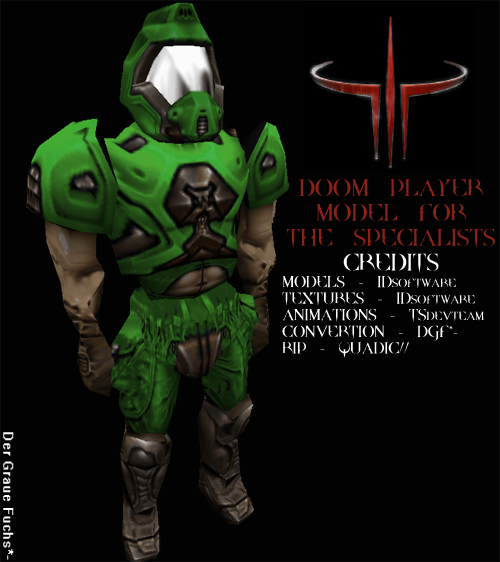 DOOM PLAYER
MODEL FOR
THE SPECIALISTS
CREDITS
MODELS - IDsoftware
TEXTURES - IDsoftware
ANIMATIONS - TSdevteam
CONVERTION - DGf*-
RIP - Quadic//
Der Graue Fuchs*-